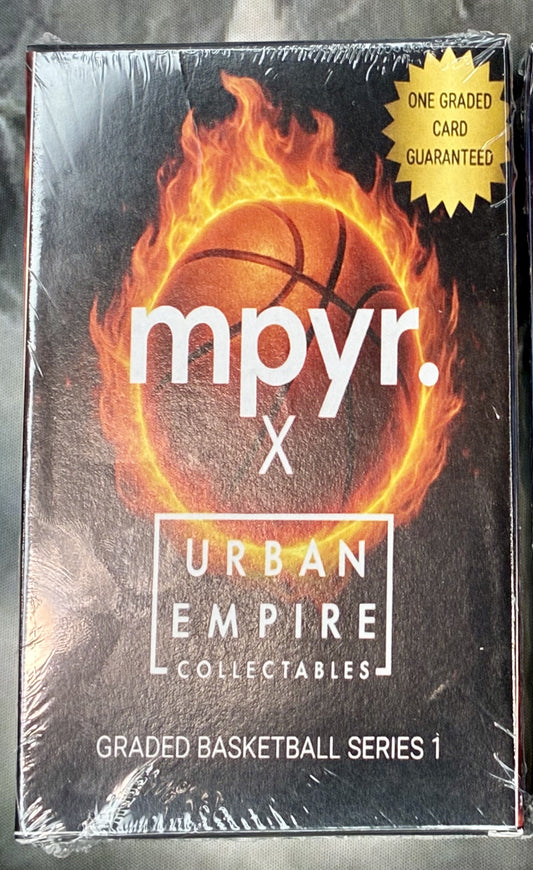 ONE GRADED
CARD
GUARANTEED
mpyr.
X
URBAN
EMPIRE
COLLECTABLES
GRADED BASKETBALL SERIES 1